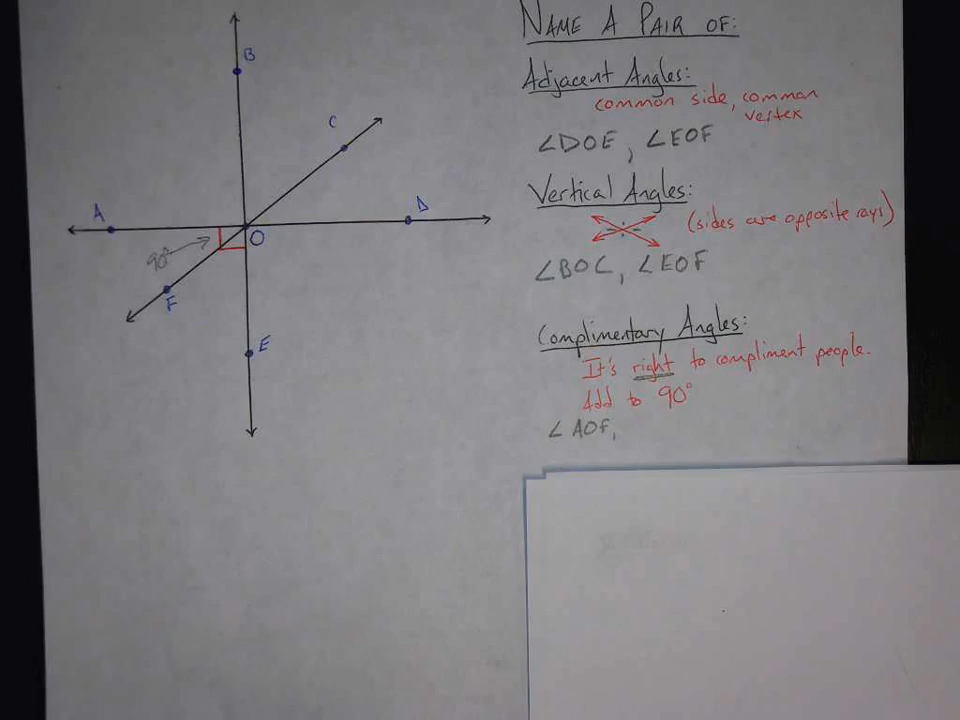 NAME A PAIR OF:
Adjacent Angles:
common side, common
vertex
∠DOE, ∠EOF
Vertical Angles:
(sides are opposite rays)
∠BOC, ∠EOF
Complimentary Angles:
It's right to compliment people.
Add to 90°
∠AOF,
B
C
A
D
O
90°
F
E